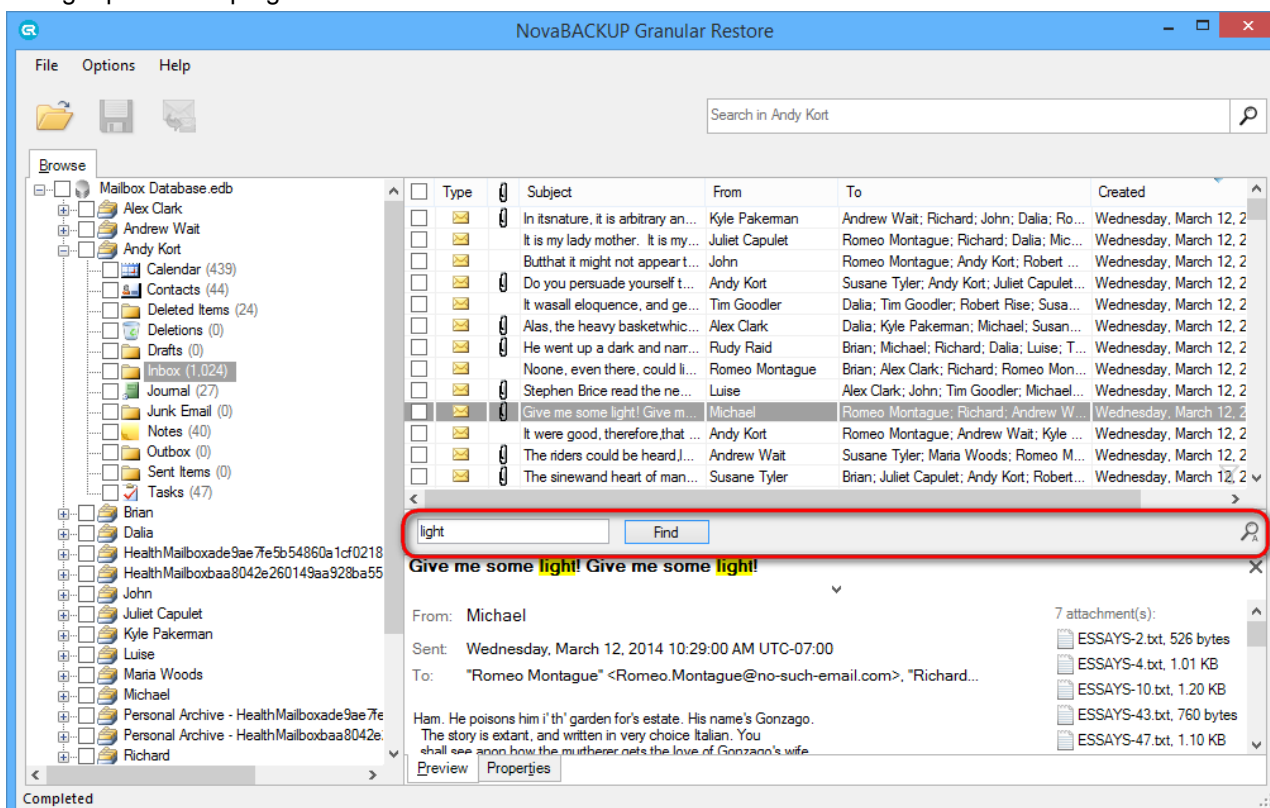 NovaBACKUP Granular Restore
File Options Help
Search in Andy Kort
Browse
Mailbox Database.edb
Alex Clark
Andrew Wait
Andy Kort
Calendar (439)
Contacts (44)
Deleted Items (24)
Deletions (0)
Drafts (0)
Inbox (1,024)
Journal (27)
Junk Email (0)
Notes (40)
Outbox (0)
Sent Items (0)
Tasks (47)
Brian
Dalia
HealthMailboxade9ae7fe5b54860a1cf0218
HealthMailboxbaa8042e260149aa928ba55
John
Juliet Capulet
Kyle Pakerman
Luise
Maria Woods
Michael
Personal Archive - HealthMailboxade9ae7fe
Personal Archive - HealthMailboxbaa8042e
Richard
Type Subject From To Created
In itsnature, it is arbitrary an... Kyle Pakerman Andrew Wait; Richard; John; Dalia; Ro... Wednesday, March 12, 2
It is my lady mother. It is my... Juliet Capulet Romeo Montague; Richard; Dalia; Mic... Wednesday, March 12, 2
Butthat it might not appear t... John Romeo Montague; Andy Kort; Robert ... Wednesday, March 12, 2
Do you persuade yourself t... Andy Kort Susane Tyler; Andy Kort; Juliet Capulet... Wednesday, March 12, 2
It wasall eloquence, and ge... Tim Goodler Dalia; Tim Goodler; Robert Rise; Susa... Wednesday, March 12, 2
Alas, the heavy basketwhic... Alex Clark Dalia; Kyle Pakerman; Michael; Susan... Wednesday, March 12, 2
He went up a dark and narr... Rudy Raid Brian; Michael; Richard; Dalia; Luise; T... Wednesday, March 12, 2
Noone, even there, could li... Romeo Montague Brian; Alex Clark; Richard; Romeo Mon... Wednesday, March 12, 2
Stephen Brice read the ne... Luise Alex Clark; John; Tim Goodler; Michael... Wednesday, March 12, 2
Give me some light! Give m... Michael Romeo Montague; Richard; Andrew W... Wednesday, March 12, 2
It were good, therefore,that ... Andy Kort Romeo Montague; Andrew Wait; Kyle ... Wednesday, March 12, 2
The riders could be heard,l... Andrew Wait Susane Tyler; Maria Woods; Romeo M... Wednesday, March 12, 2
The sinewand heart of man... Susane Tyler Brian; Juliet Capulet; Andy Kort; Robert... Wednesday, March 12, 2
light Find
Give me some light! Give me some light!
From: Michael
Sent: Wednesday, March 12, 2014 10:29:00 AM UTC-07:00
To: "Romeo Montague" <Romeo.Montague@no-such-email.com>, "Richard...
7 attachment(s):
ESSAYS-2.txt, 526 bytes
ESSAYS-4.txt, 1.01 KB
ESSAYS-10.txt, 1.20 KB
ESSAYS-43.txt, 760 bytes
ESSAYS-47.txt, 1.10 KB
Ham. He poisons him i' th' garden for's estate. His name's Gonzago.
The story is extant, and written in very choice Italian. You
shall see anon how the murtherer gets the love of Gonzago's wife.
Preview Properties
Completed